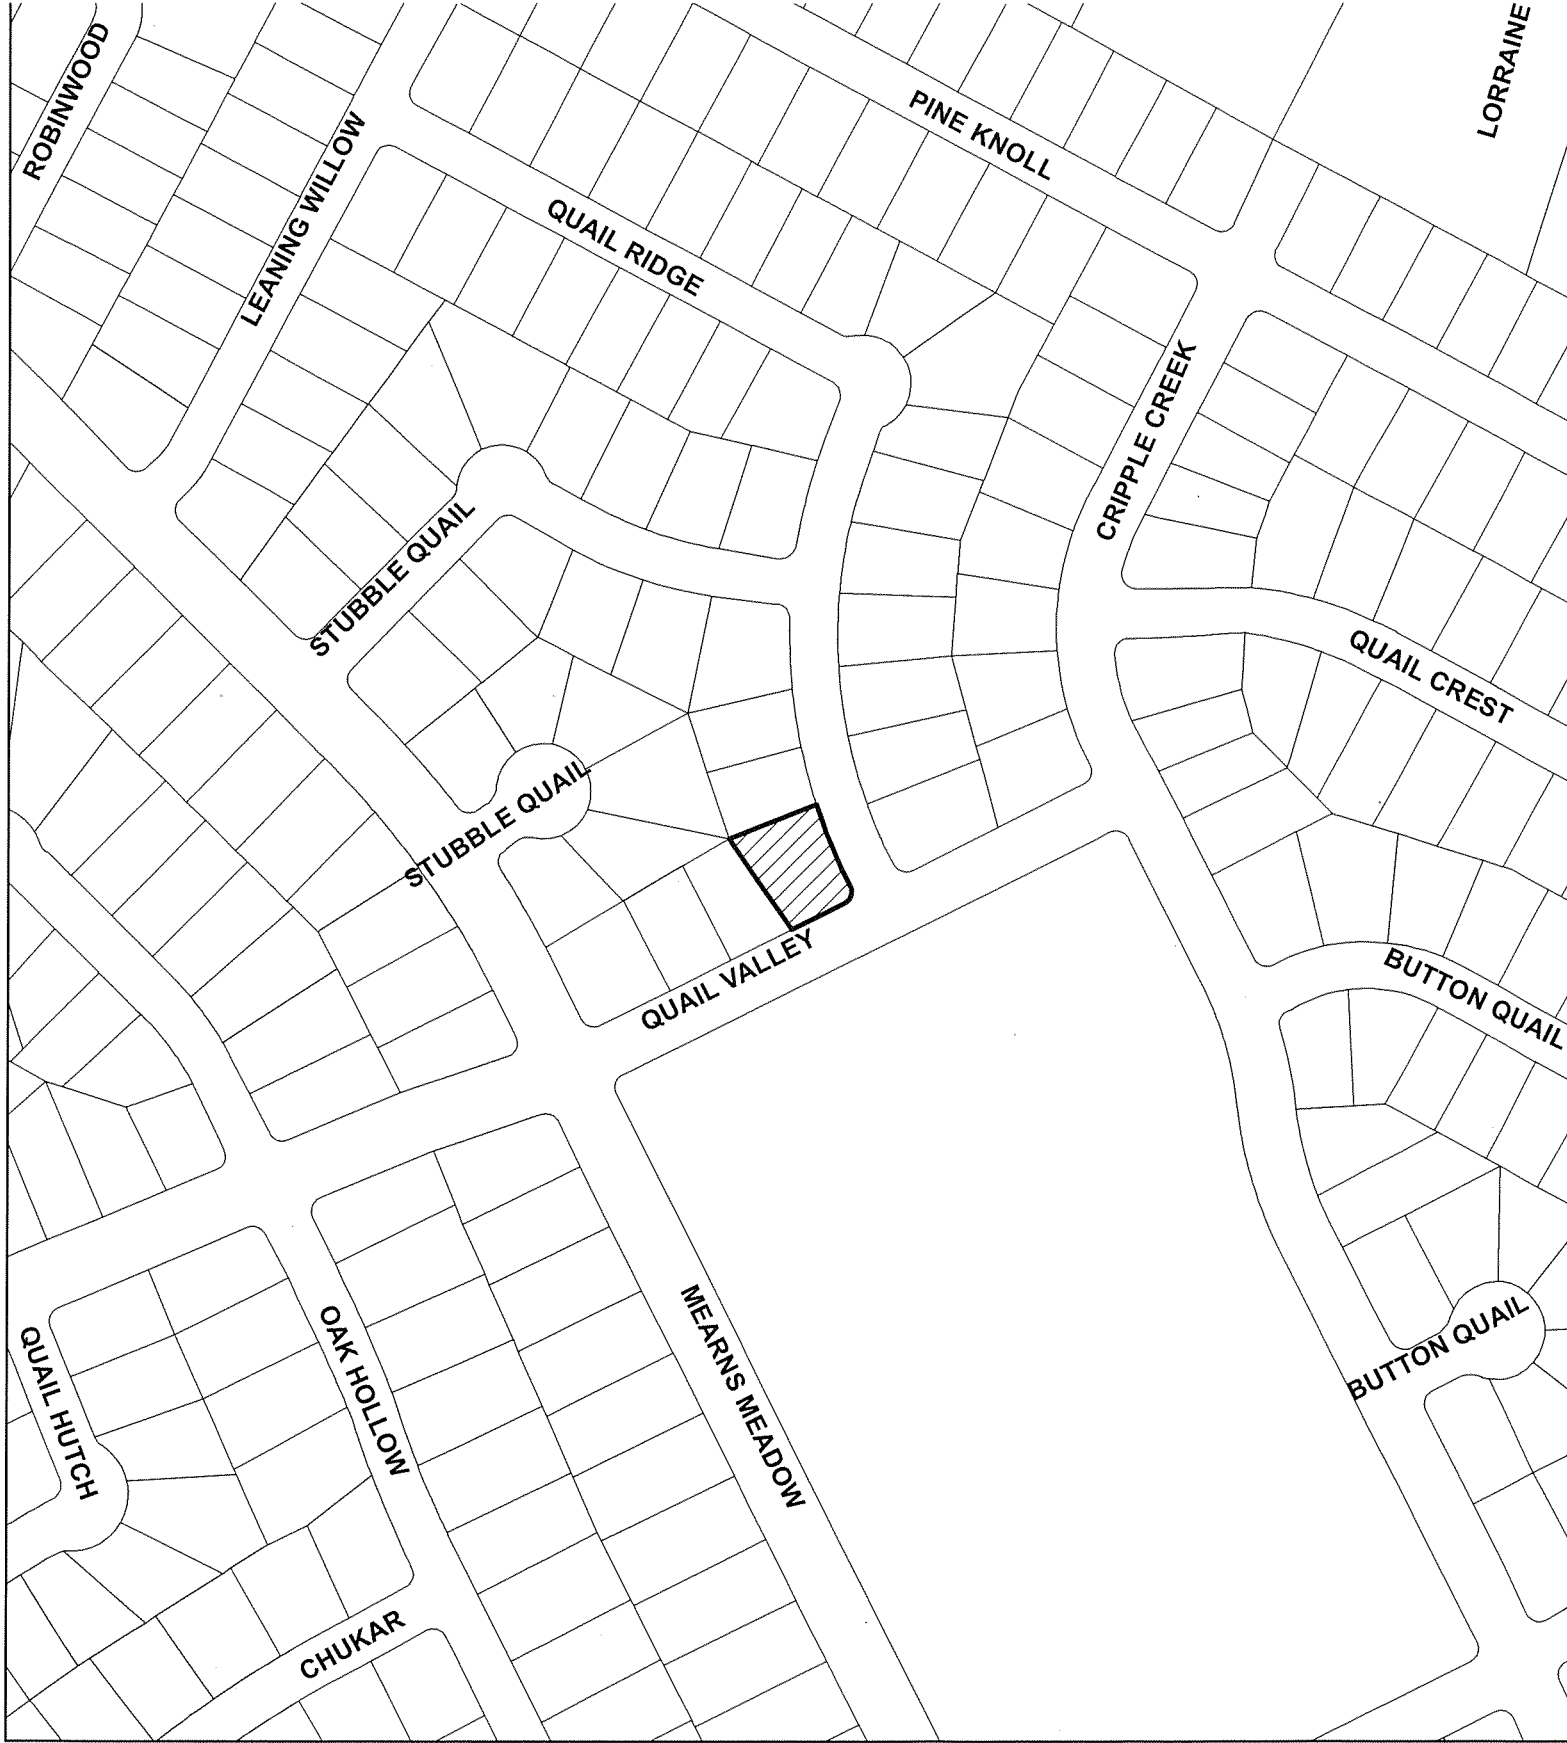 LORRAINE
ROBINWOOD
PINE KNOLL
LEANING WILLOW
QUAIL RIDGE
CRIPPLE CREEK
STUBBLE QUAIL
QUAIL CREST
STUBBLE QUAIL
QUAIL VALLEY
BUTTON QUAIL
MEARNS MEADOW
OAK HOLLOW
BUTTON QUAIL
QUAIL HUTCH
CHUKAR